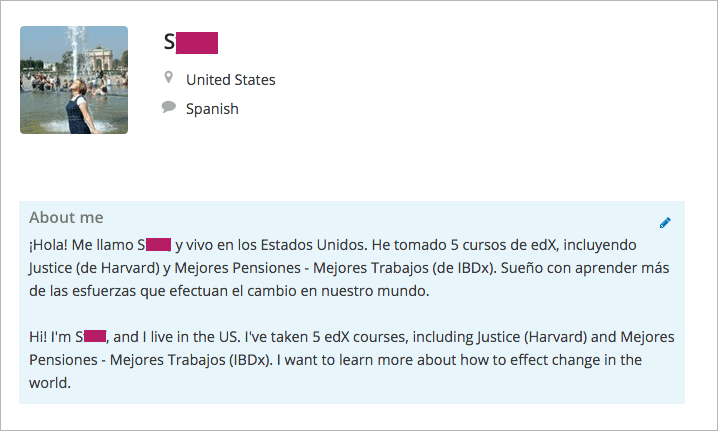 S
United States
Spanish
About me
¡Hola! Me llamo S y vivo en los Estados Unidos. He tomado 5 cursos de edX, incluyendo
Justice (de Harvard) y Mejores Pensiones - Mejores Trabajos (de IBDx). Sueño con aprender más
de las esfuerzas que efectuan el cambio en nuestro mundo.
Hi! I'm S, and I live in the US. I've taken 5 edX courses, including Justice (Harvard) and Mejores
Pensiones - Mejores Trabajos (IBDx). I want to learn more about how to effect change in the
world.